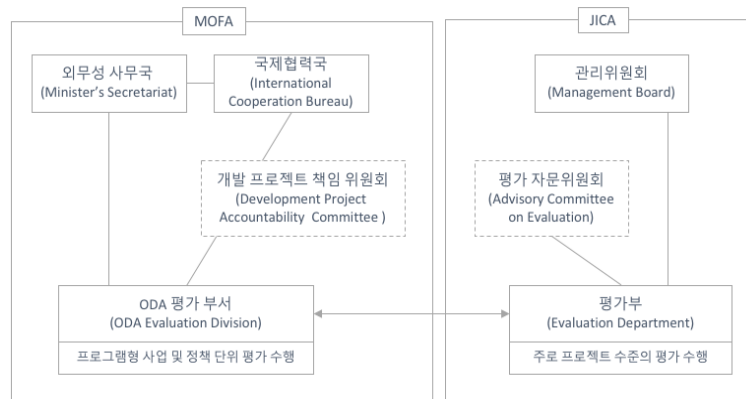 MOFA
JICA
외무성 사무국
(Minister's Secretariat)
국제협력국
(International
Cooperation Bureau)
관리위원회
(Management Board)
개발 프로젝트 책임 위원회
(Development Project
Accountability Committee )
평가 자문위원회
(Advisory Committee
on Evaluation)
ODA 평가 부서
(ODA Evaluation Division)
프로그램형 사업 및 정책 단위 평가 수행
평가부
(Evaluation Department)
주로 프로젝트 수준의 평가 수행